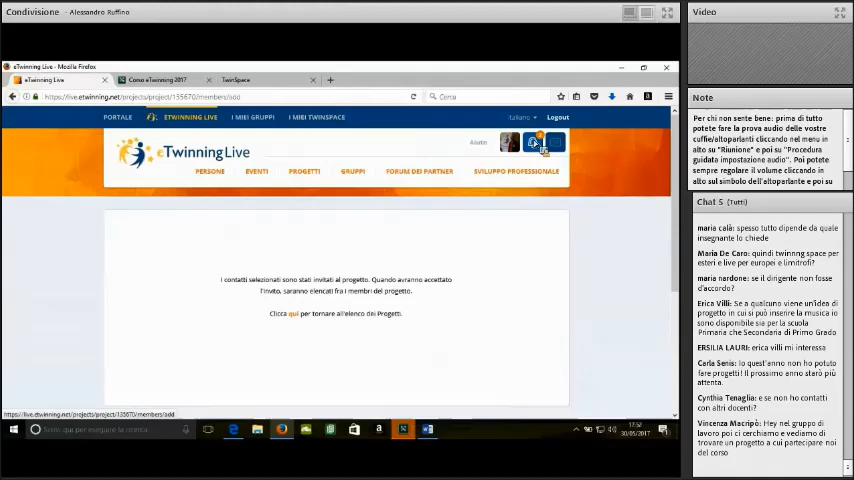 Condivisione - Alessandro Ruffino
eTwinning Live - Mozilla Firefox
eTwinning Live
Corso eTwinning 2017
TwinSpace
https://live.etwinning.net/projects/project/135670/members/add
Cerca
PORTALE
ETWINNING LIVE
I MIEI GRUPPI
I MIEI TWINSPACE
Italiano
Logout
Aiuto
eTwinningLive
PERSONE
EVENTI
PROGETTI
GRUPPI
FORUM DEI PARTNER
SVILUPPO PROFESSIONALE
I contatti selezionati sono stati invitati al progetto. Quando avranno accettato
l'invito, saranno elencati fra i membri del progetto.
Clicca qui per tornare all'elenco dei Progetti.
https://live.etwinning.net/projects/project/135670/members/add
Scrivi qui per eseguire la ricerca
17:52
30/05/2017
Video
Note
Per chi non sente bene: prima di tutto
potete fare la prova audio delle vostre
cuffie/altoparlanti cliccando nel menu in
alto su "Riunione" e poi su "Procedura
guidata impostazione audio". Poi potete
sempre regolare il volume cliccando in
alto sul simbolo dell'altoparlante e poi su
Chat 5 (Tutti)
maria calà: spesso tutto dipende da quale
insegnante lo chiede
Maria De Caro: quindi twinnng space per
esteri e live per europei e limitrofi?
maria nardone: se il dirigente non fosse
d'accordo?
Erica Villi: Se a qualcuno viene un'idea di
progetto in cui si può inserire la musica io
sono disponibile sia per la scuola
Primaria che Secondaria di Primo Grado
ERSILIA LAURI: erica villi mi interessa
Carla Senis: Io quest'anno non ho potuto
fare progetti! Il prossimo anno starò più
attenta.
Cynthia Tenaglia: e se non ho contatti
con altri docenti?
Vincenza Macripò: Hey nel gruppo di
lavoro poi ci cerchiamo e vediamo di
trovare un progetto a cui partecipare noi
del corso